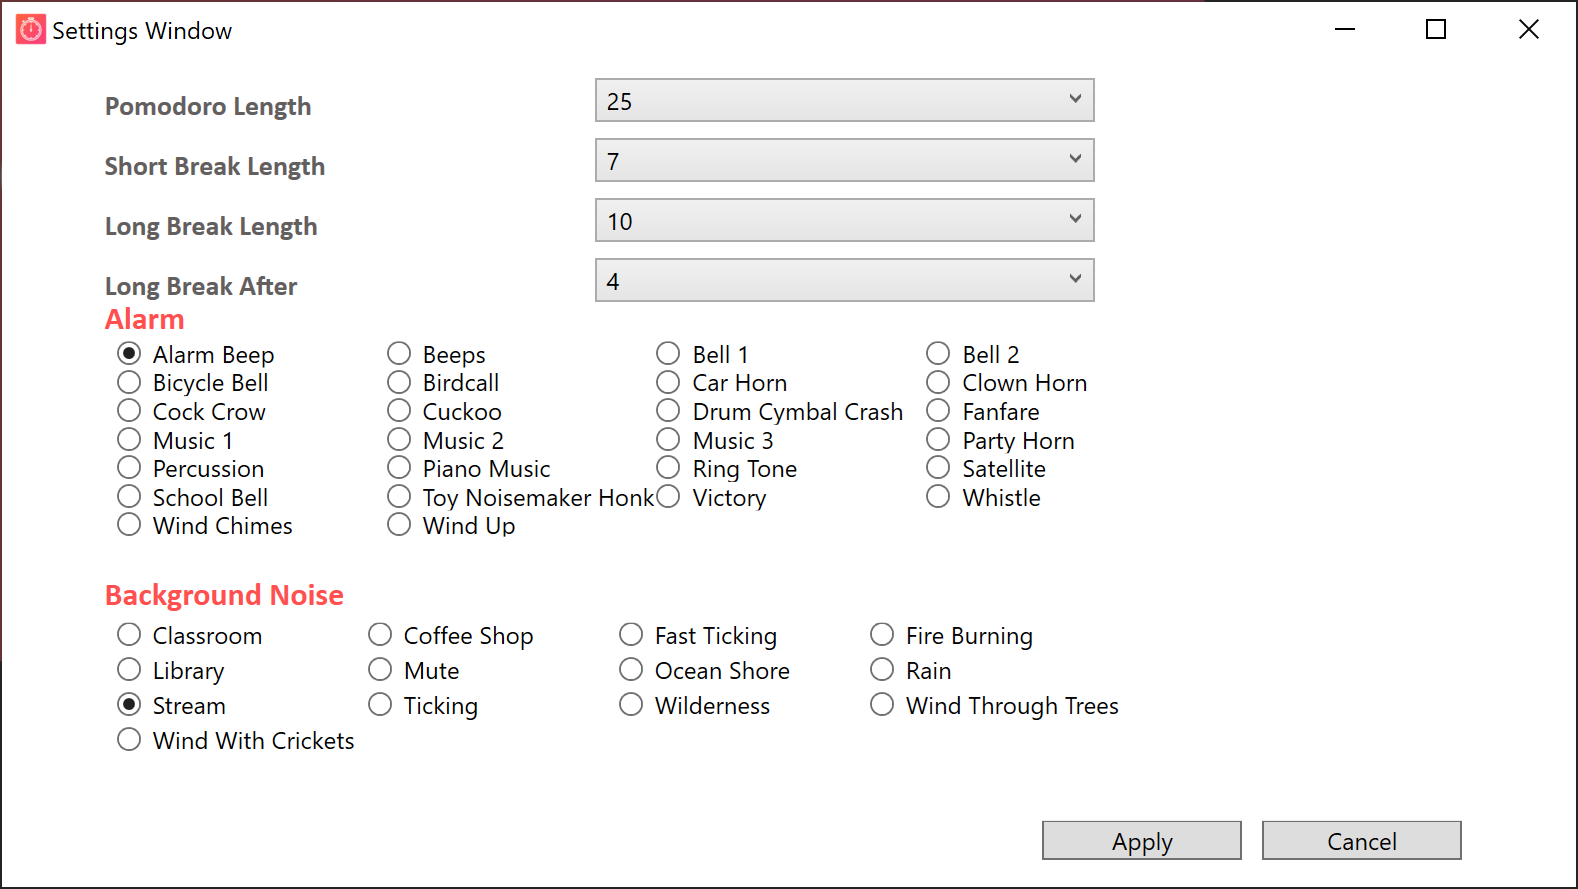 Settings Window
Pomodoro Length 25
Short Break Length 7
Long Break Length 10
Long Break After 4
Alarm
Alarm Beep Beeps Bell 1 Bell 2
Bicycle Bell Birdcall Car Horn Clown Horn
Cock Crow Cuckoo Drum Cymbal Crash Fanfare
Music 1 Music 2 Music 3 Party Horn
Percussion Piano Music Ring Tone Satellite
School Bell Toy Noisemaker Honk Victory Whistle
Wind Chimes Wind Up
Background Noise
Classroom Coffee Shop Fast Ticking Fire Burning
Library Mute Ocean Shore Rain
Stream Ticking Wilderness Wind Through Trees
Wind With Crickets
Apply Cancel